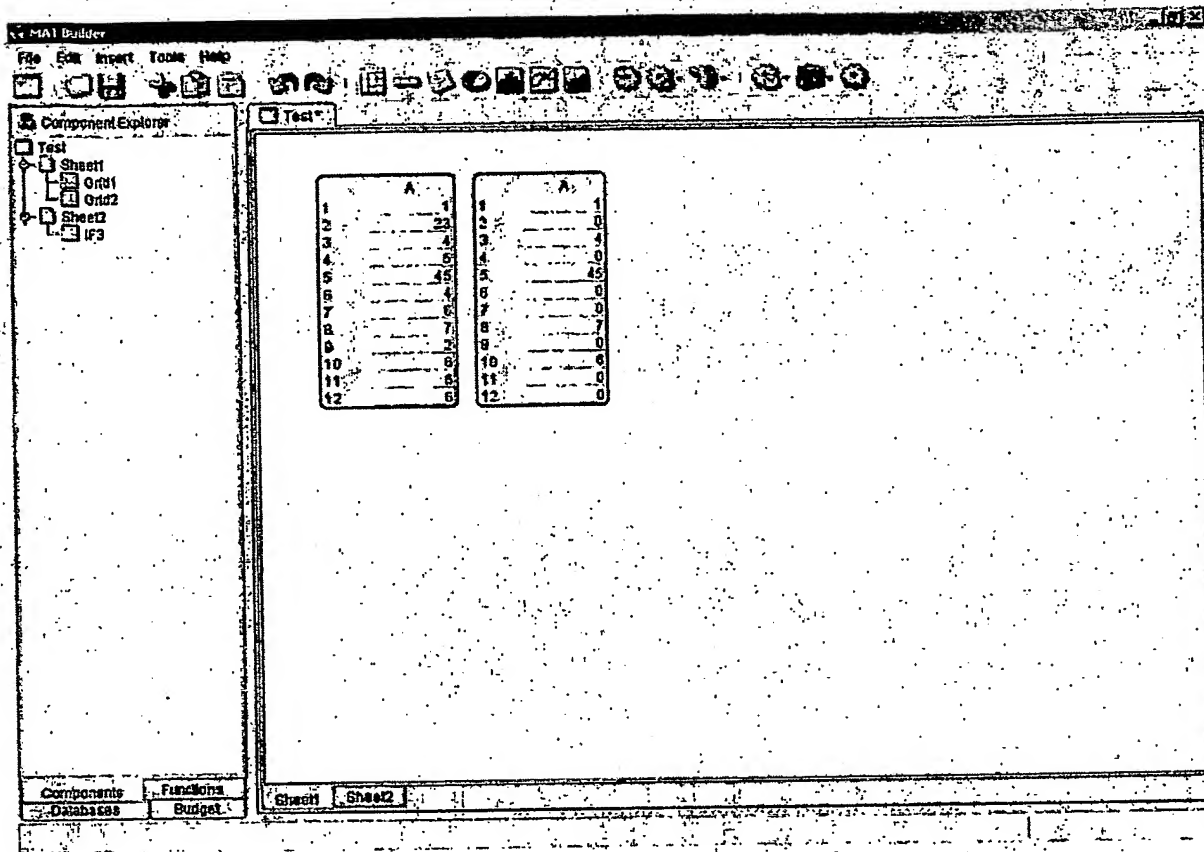 MA1 Builder
File Edit Insert Tools Help
Component Explorer
Test
Sheet1
Grid1
Grid2
Sheet2
IF3
Test*
A
1 1
2 23
3 4
4 5
5 45
6 4
7 6
8 7
9 2
10 6
11 6
12 6
A
1 1
2 0
3 4
4 0
5 45
6 0
7 0
8 7
9 0
10 6
11 0
12 0
Components Functions
Databases Budget
Sheet1 Sheet2